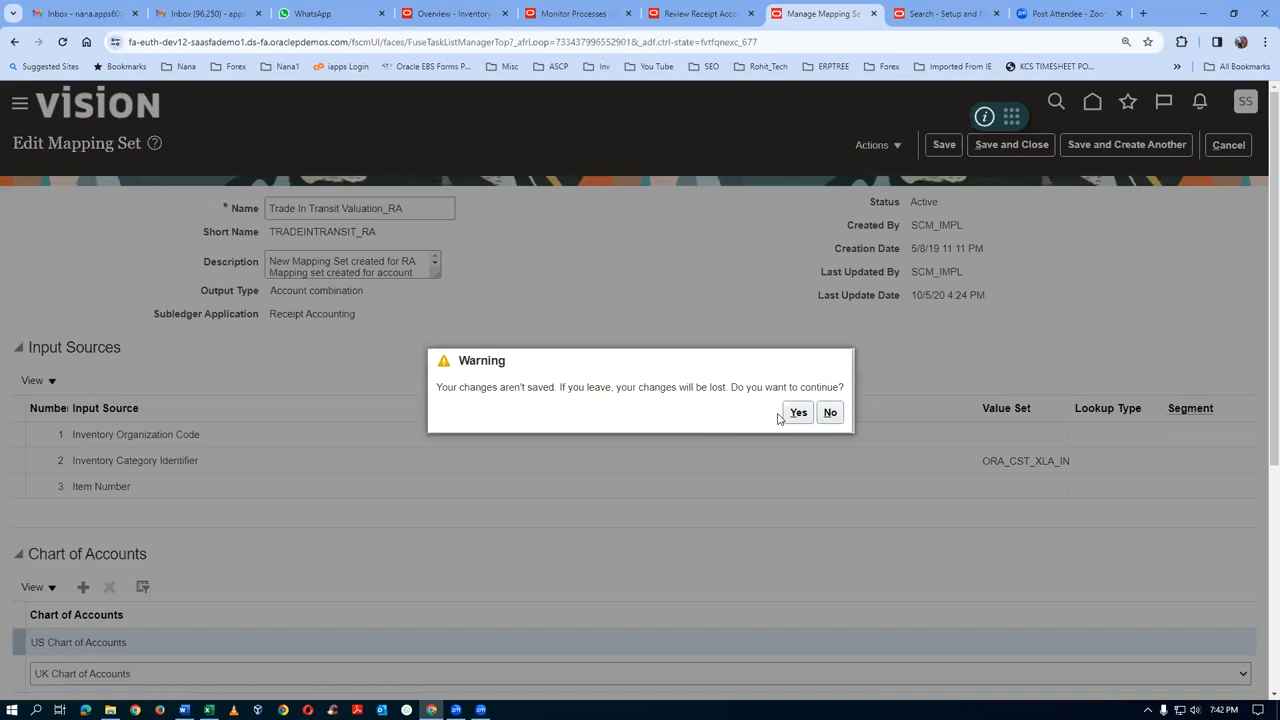 Inbox - nana.apps60
Inbox (96,250) - apps
WhatsApp
Overview - Inventory
Monitor Processes -
Review Receipt Accou
Manage Mapping Se
Search - Setup and
Post Attendee - Zoo
fa-euth-dev12-saasfademo1.ds-fa.oraclepdemos.com/fscmUI/faces/FuseTaskListManagerTop?_afrLoop=7334379965529018&_adf.ctrl-state=fvtfqnexc_677
Suggested Sites
Bookmarks
Nana
Forex
Nana1
iapps Login
Oracle EBS Forms P...
Misc
ASCP
Inv
You Tube
SEO
Rohit_Tech
ERPTREE
Forex
Imported From IE
KCS TIMESHEET PO...
»
All Bookmarks
VISION
SS
Edit Mapping Set
Actions
Save
Save and Close
Save and Create Another
Cancel
* Name Trade In Transit Valuation_RA
Short Name TRADEINTRANSIT_RA
Description New Mapping Set created for RA
Mapping set created for account
Output Type Account combination
Subledger Application Receipt Accounting
Status Active
Created By SCM_IMPL
Creation Date 5/8/19 11:11 PM
Last Updated By SCM_IMPL
Last Update Date 10/5/20 4:24 PM
Warning
Your changes aren't saved. If you leave, your changes will be lost. Do you want to continue?
Yes No
Input Sources
View
Number Input Source Value Set Lookup Type Segment
1 Inventory Organization Code
2 Inventory Category Identifier ORA_CST_XLA_IN
3 Item Number
Chart of Accounts
View
Chart of Accounts
US Chart of Accounts
UK Chart of Accounts
7:42 PM